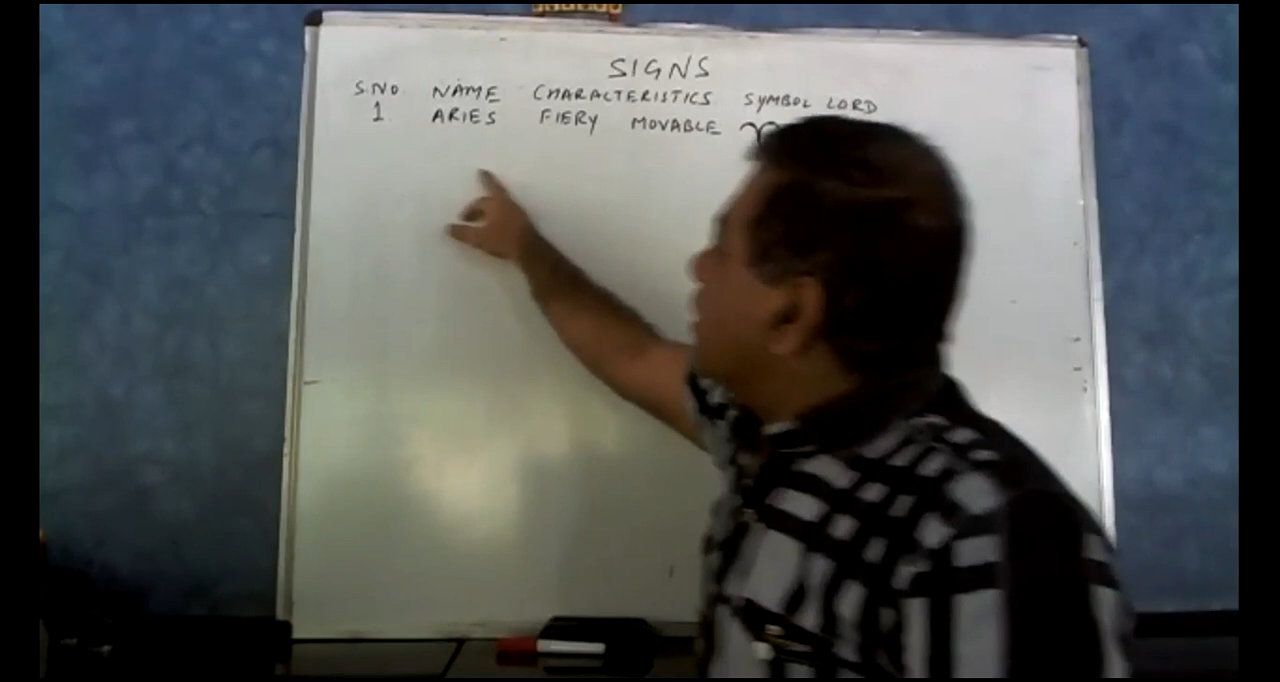 SIGNS
S.NO NAME CHARACTERISTICS SYMBOL LORD
1. ARIES FIERY MOVABLE ♈